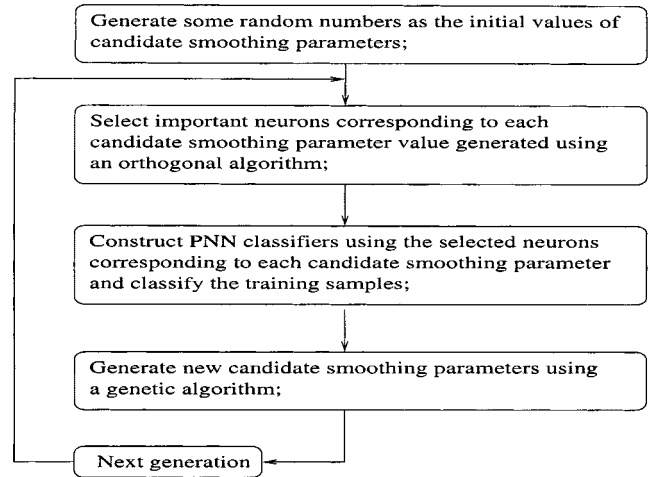 Generate some random numbers as the initial values of
candidate smoothing parameters;
Select important neurons corresponding to each
candidate smoothing parameter value generated using
an orthogonal algorithm;
Construct PNN classifiers using the selected neurons
corresponding to each candidate smoothing parameter
and classify the training samples;
Generate new candidate smoothing parameters using
a genetic algorithm;
Next generation